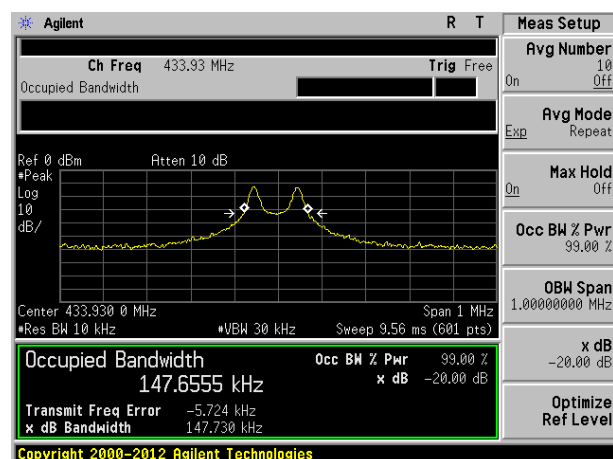 Agilent R T Meas Setup
Ch Freq 433.93 MHz Trig Free
Occupied Bandwidth
Avg Number
10
On Off
Avg Mode
Exp Repeat
Max Hold
On Off
Occ BW % Pwr
99.00 %
OBW Span
1.00000000 MHz
x dB
-20.00 dB
Optimize
Ref Level
Ref 0 dBm Atten 10 dB
#Peak
Log
10
dB/
Center 433.930 0 MHz Span 1 MHz
#Res BW 10 kHz #VBW 30 kHz Sweep 9.56 ms (601 pts)
Occupied Bandwidth Occ BW % Pwr 99.00 %
147.6555 kHz x dB -20.00 dB
Transmit Freq Error -5.724 kHz
x dB Bandwidth 147.730 kHz
Copyright 2000-2012 Agilent Technologies